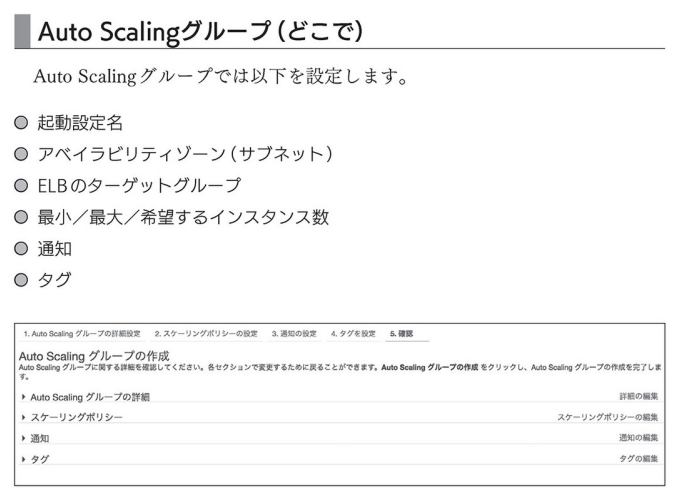 Auto Scalingグループ（どこで）
Auto Scalingグループでは以下を設定します。
起動設定名
アベイラビリティゾーン（サブネット）
ELBのターゲットグループ
最小／最大／希望するインスタンス数
通知
タグ
1. Auto Scaling グループの詳細設定 2. スケーリングポリシーの設定 3. 通知の設定 4. タグを設定 5. 確認
Auto Scaling グループの作成
Auto Scaling グループに関する詳細を確認してください。各セクションで変更するために戻ることができます。Auto Scaling グループの作成 をクリックし、Auto Scaling グループの作成を完了しま
す。
Auto Scaling グループの詳細 詳細の編集
スケーリングポリシー スケーリングポリシーの編集
通知 通知の編集
タグ タグの編集